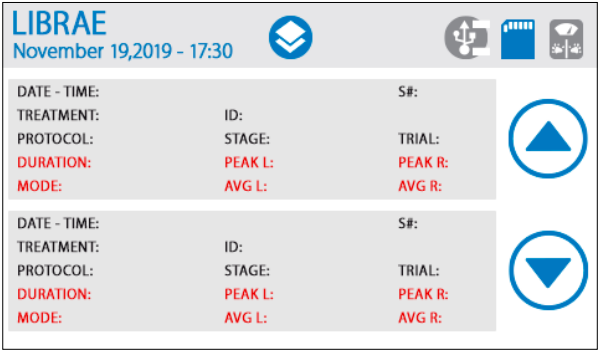 LIBRAE
November 19,2019 - 17:30
DATE - TIME: S#:
TREATMENT: ID:
PROTOCOL: STAGE: TRIAL:
DURATION: PEAK L: PEAK R:
MODE: AVG L: AVG R:
DATE - TIME: S#:
TREATMENT: ID:
PROTOCOL: STAGE: TRIAL:
DURATION: PEAK L: PEAK R:
MODE: AVG L: AVG R: